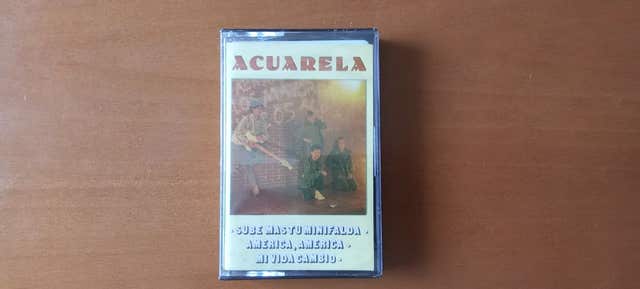 ACUARELA
· SUBE MAS TU MINIFALDA ·
AMERICA, AMERICA ·
MI VIDA CAMBIO ·